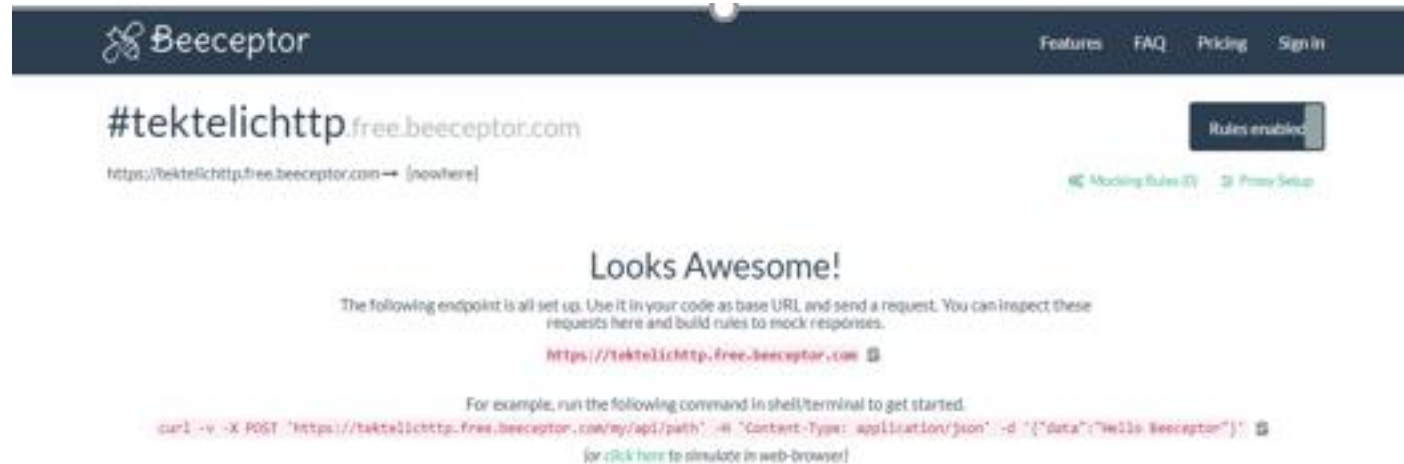 Beeceptor
Features FAQ Pricing Sign in
#tektelichttp.free.beeceptor.com
Rules enabled
https://tektelichttp.free.beeceptor.com → [nowhere]
Mocking Rules (0) Proxy Setup
Looks Awesome!
The following endpoint is all set up. Use it in your code as base URL and send a request. You can inspect these
requests here and build rules to mock responses.
https://tektelichttp.free.beeceptor.com
For example, run the following command in shell/terminal to get started.
curl -v -X POST 'https://tektelichttp.free.beeceptor.com/my/api/path' -H 'Content-Type: application/json' -d '{"data":"Hello Beeceptor"}'
(or click here to simulate in web-browser)